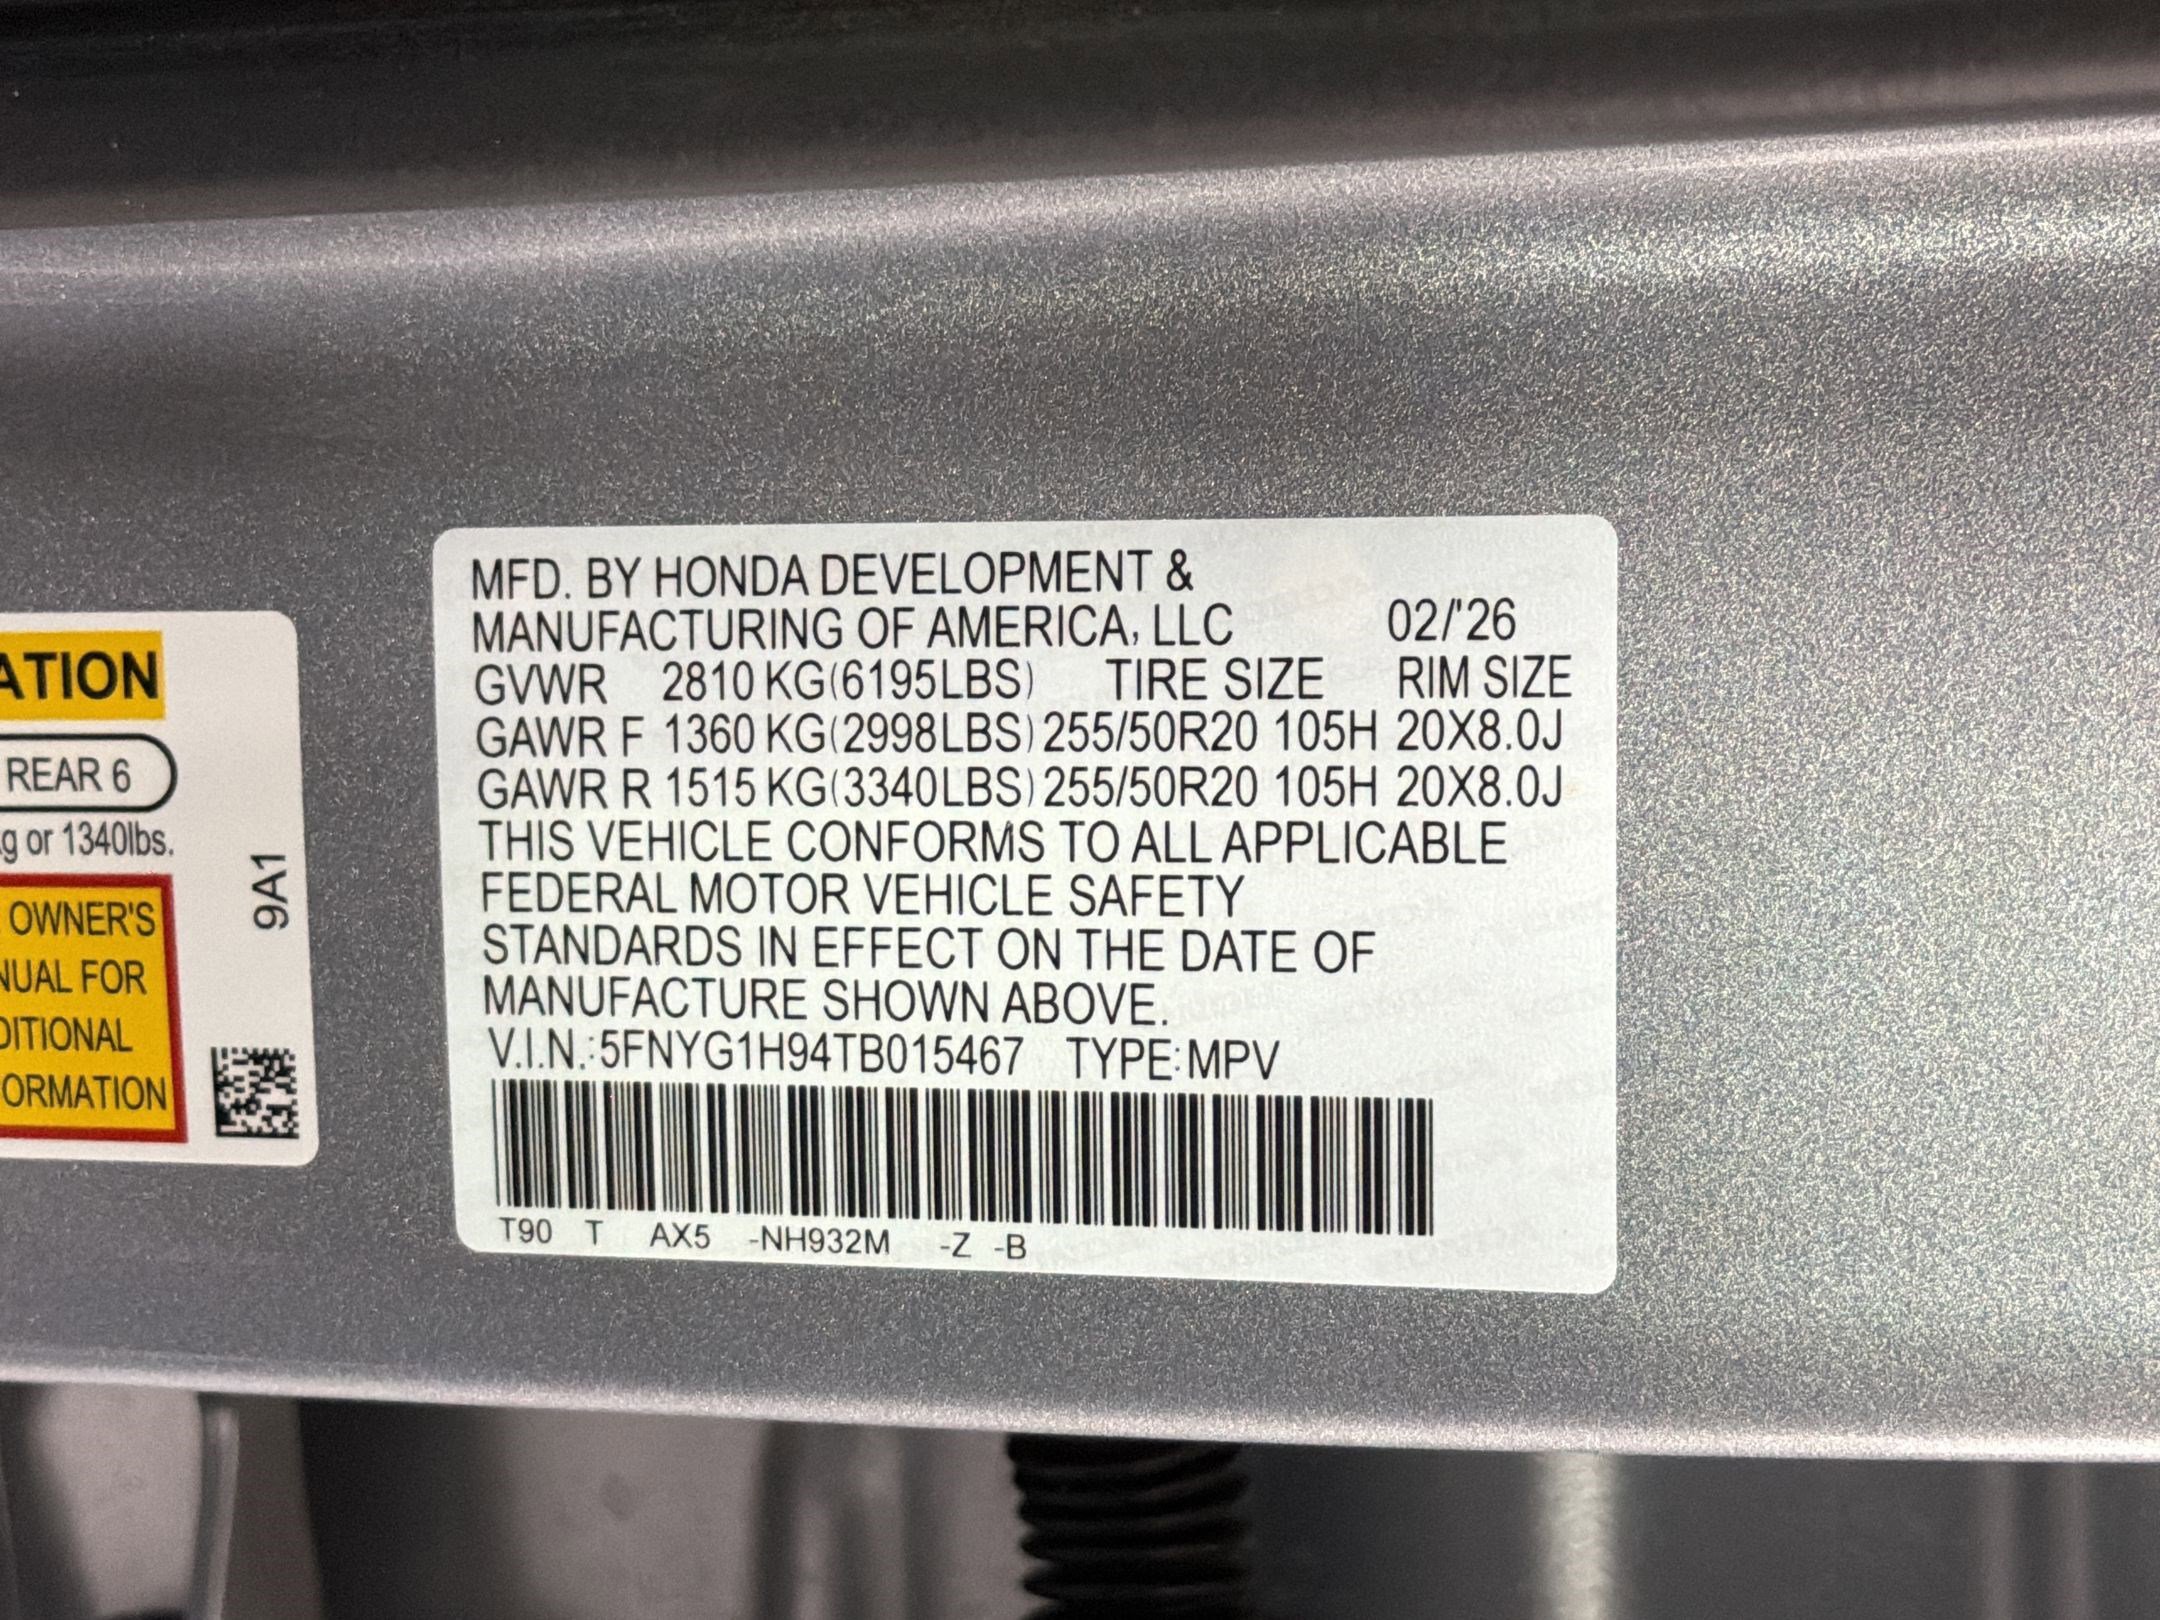 ATION
REAR 6
g or 1340lbs.
OWNER'S
NUAL FOR
DITIONAL
ORMATION
9A1
MFD. BY HONDA DEVELOPMENT &
MANUFACTURING OF AMERICA, LLC 02/'26
GVWR 2810 KG(6195LBS) TIRE SIZE RIM SIZE
GAWR F 1360 KG(2998LBS) 255/50R20 105H 20X8.0J
GAWR R 1515 KG(3340LBS) 255/50R20 105H 20X8.0J
THIS VEHICLE CONFORMS TO ALL APPLICABLE
FEDERAL MOTOR VEHICLE SAFETY
STANDARDS IN EFFECT ON THE DATE OF
MANUFACTURE SHOWN ABOVE.
V.I.N.:5FNYG1H94TB015467 TYPE:MPV
T90 T AX5 -NH932M -Z -B